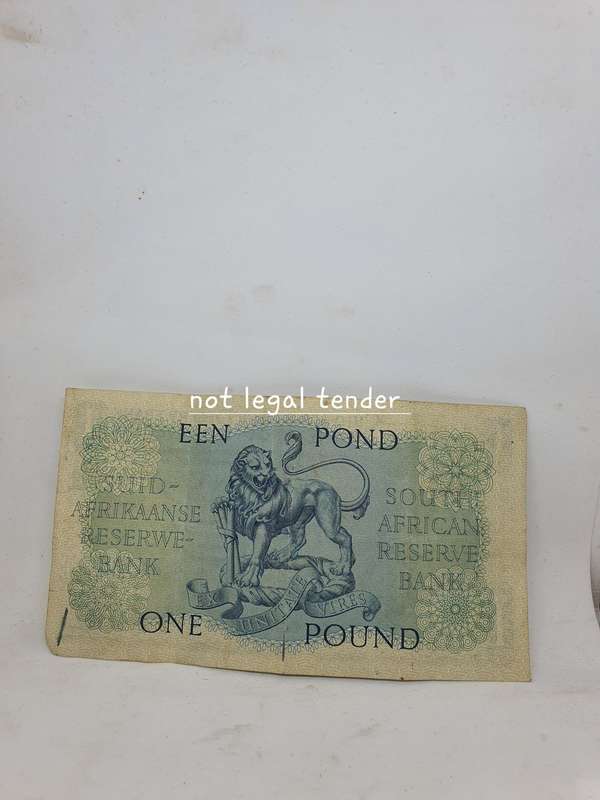 not legal tender
EEN POND
SUID-
AFRIKAANSE
RESERWE-
BANK
SOUTH
AFRICAN
RESERVE
BANK
EX UNITATE VIRES
ONE POUND